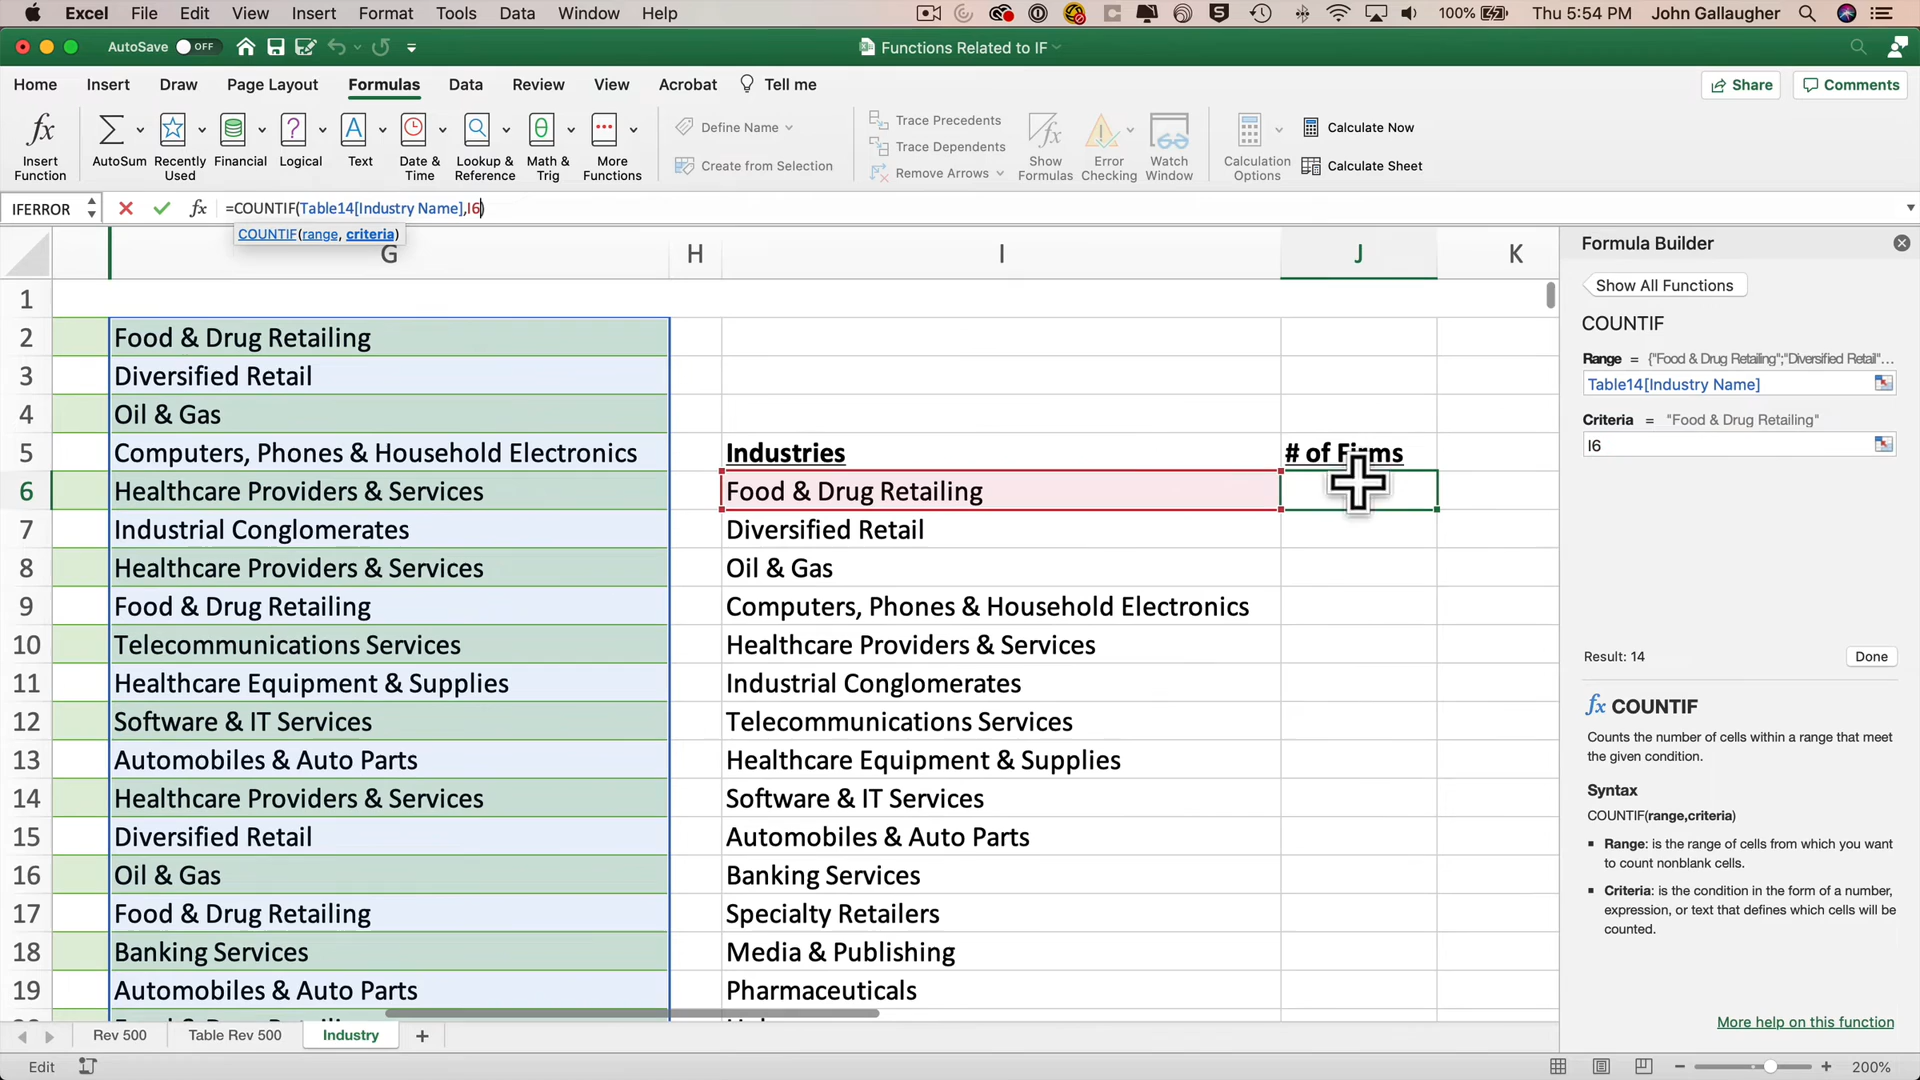 Excel File Edit View Insert Format Tools Data Window Help 100% Thu 5:54 PM John Gallaugher
AutoSave OFF Functions Related to IF
Home Insert Draw Page Layout Formulas Data Review View Acrobat Tell me Share Comments
Insert Function
AutoSum
Recently Used
Financial
Logical
Text
Date & Time
Lookup & Reference
Math & Trig
More Functions
Define Name
Create from Selection
Trace Precedents
Trace Dependents
Remove Arrows
Show Formulas
Error Checking
Watch Window
Calculation Options
Calculate Now
Calculate Sheet
IFERROR fx =COUNTIF(Table14[Industry Name],I6)
COUNTIF(range, criteria)
G H I J K
1
2 Food & Drug Retailing
3 Diversified Retail
4 Oil & Gas
5 Computers, Phones & Household Electronics Industries # of Firms
6 Healthcare Providers & Services Food & Drug Retailing
7 Industrial Conglomerates Diversified Retail
8 Healthcare Providers & Services Oil & Gas
9 Food & Drug Retailing Computers, Phones & Household Electronics
10 Telecommunications Services Healthcare Providers & Services
11 Healthcare Equipment & Supplies Industrial Conglomerates
12 Software & IT Services Telecommunications Services
13 Automobiles & Auto Parts Healthcare Equipment & Supplies
14 Healthcare Providers & Services Software & IT Services
15 Diversified Retail Automobiles & Auto Parts
16 Oil & Gas Banking Services
17 Food & Drug Retailing Specialty Retailers
18 Banking Services Media & Publishing
19 Automobiles & Auto Parts Pharmaceuticals
Formula Builder
Show All Functions
COUNTIF
Range = {"Food & Drug Retailing";"Diversified Retail"...
Table14[Industry Name]
Criteria = "Food & Drug Retailing"
I6
Result: 14 Done
fx COUNTIF
Counts the number of cells within a range that meet
the given condition.
Syntax
COUNTIF(range,criteria)
Range: is the range of cells from which you want
to count nonblank cells.
Criteria: is the condition in the form of a number,
expression, or text that defines which cells will be
counted.
More help on this function
Rev 500 Table Rev 500 Industry +
Edit 200%